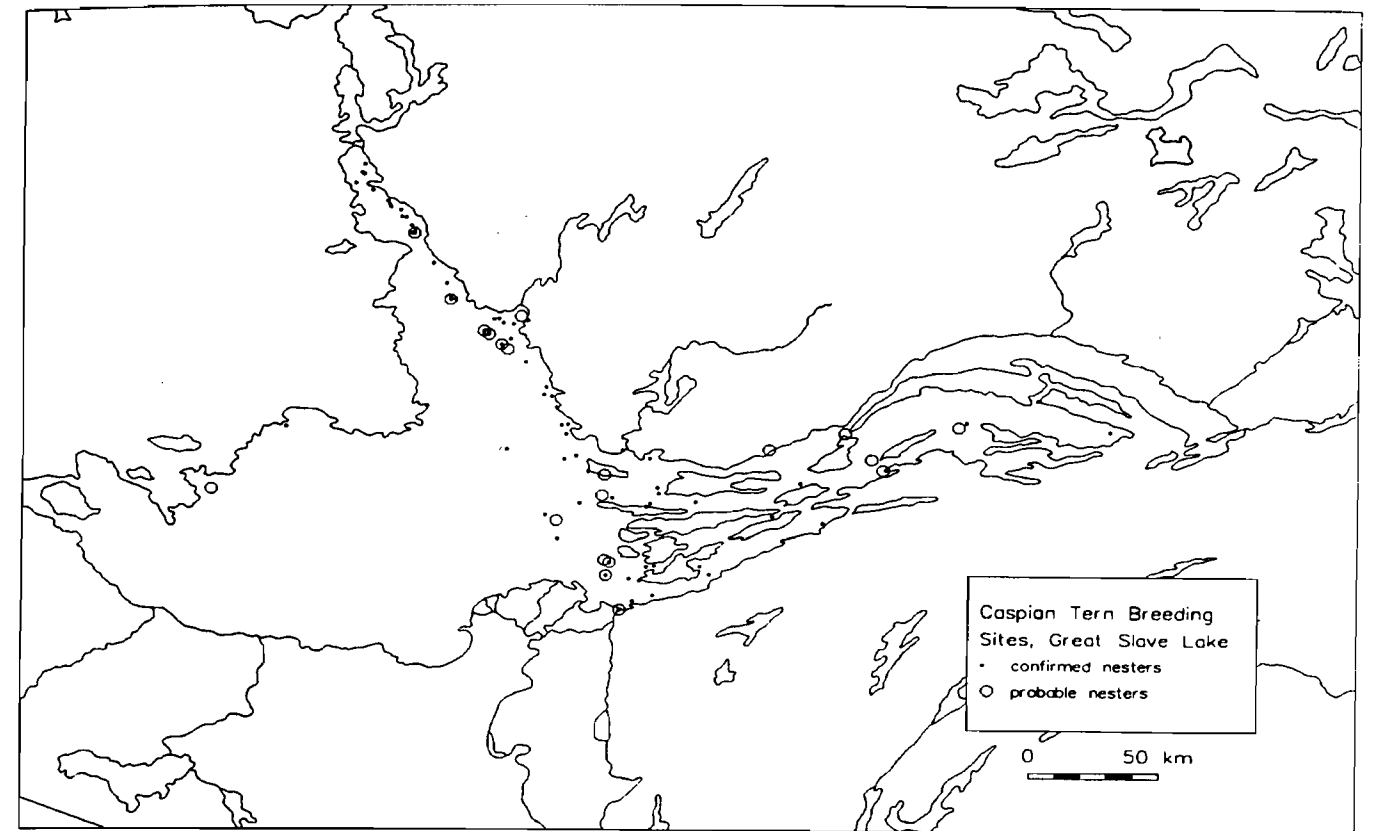 Caspian Tern Breeding
Sites, Great Slave Lake
confirmed nesters
probable nesters
0 50 km